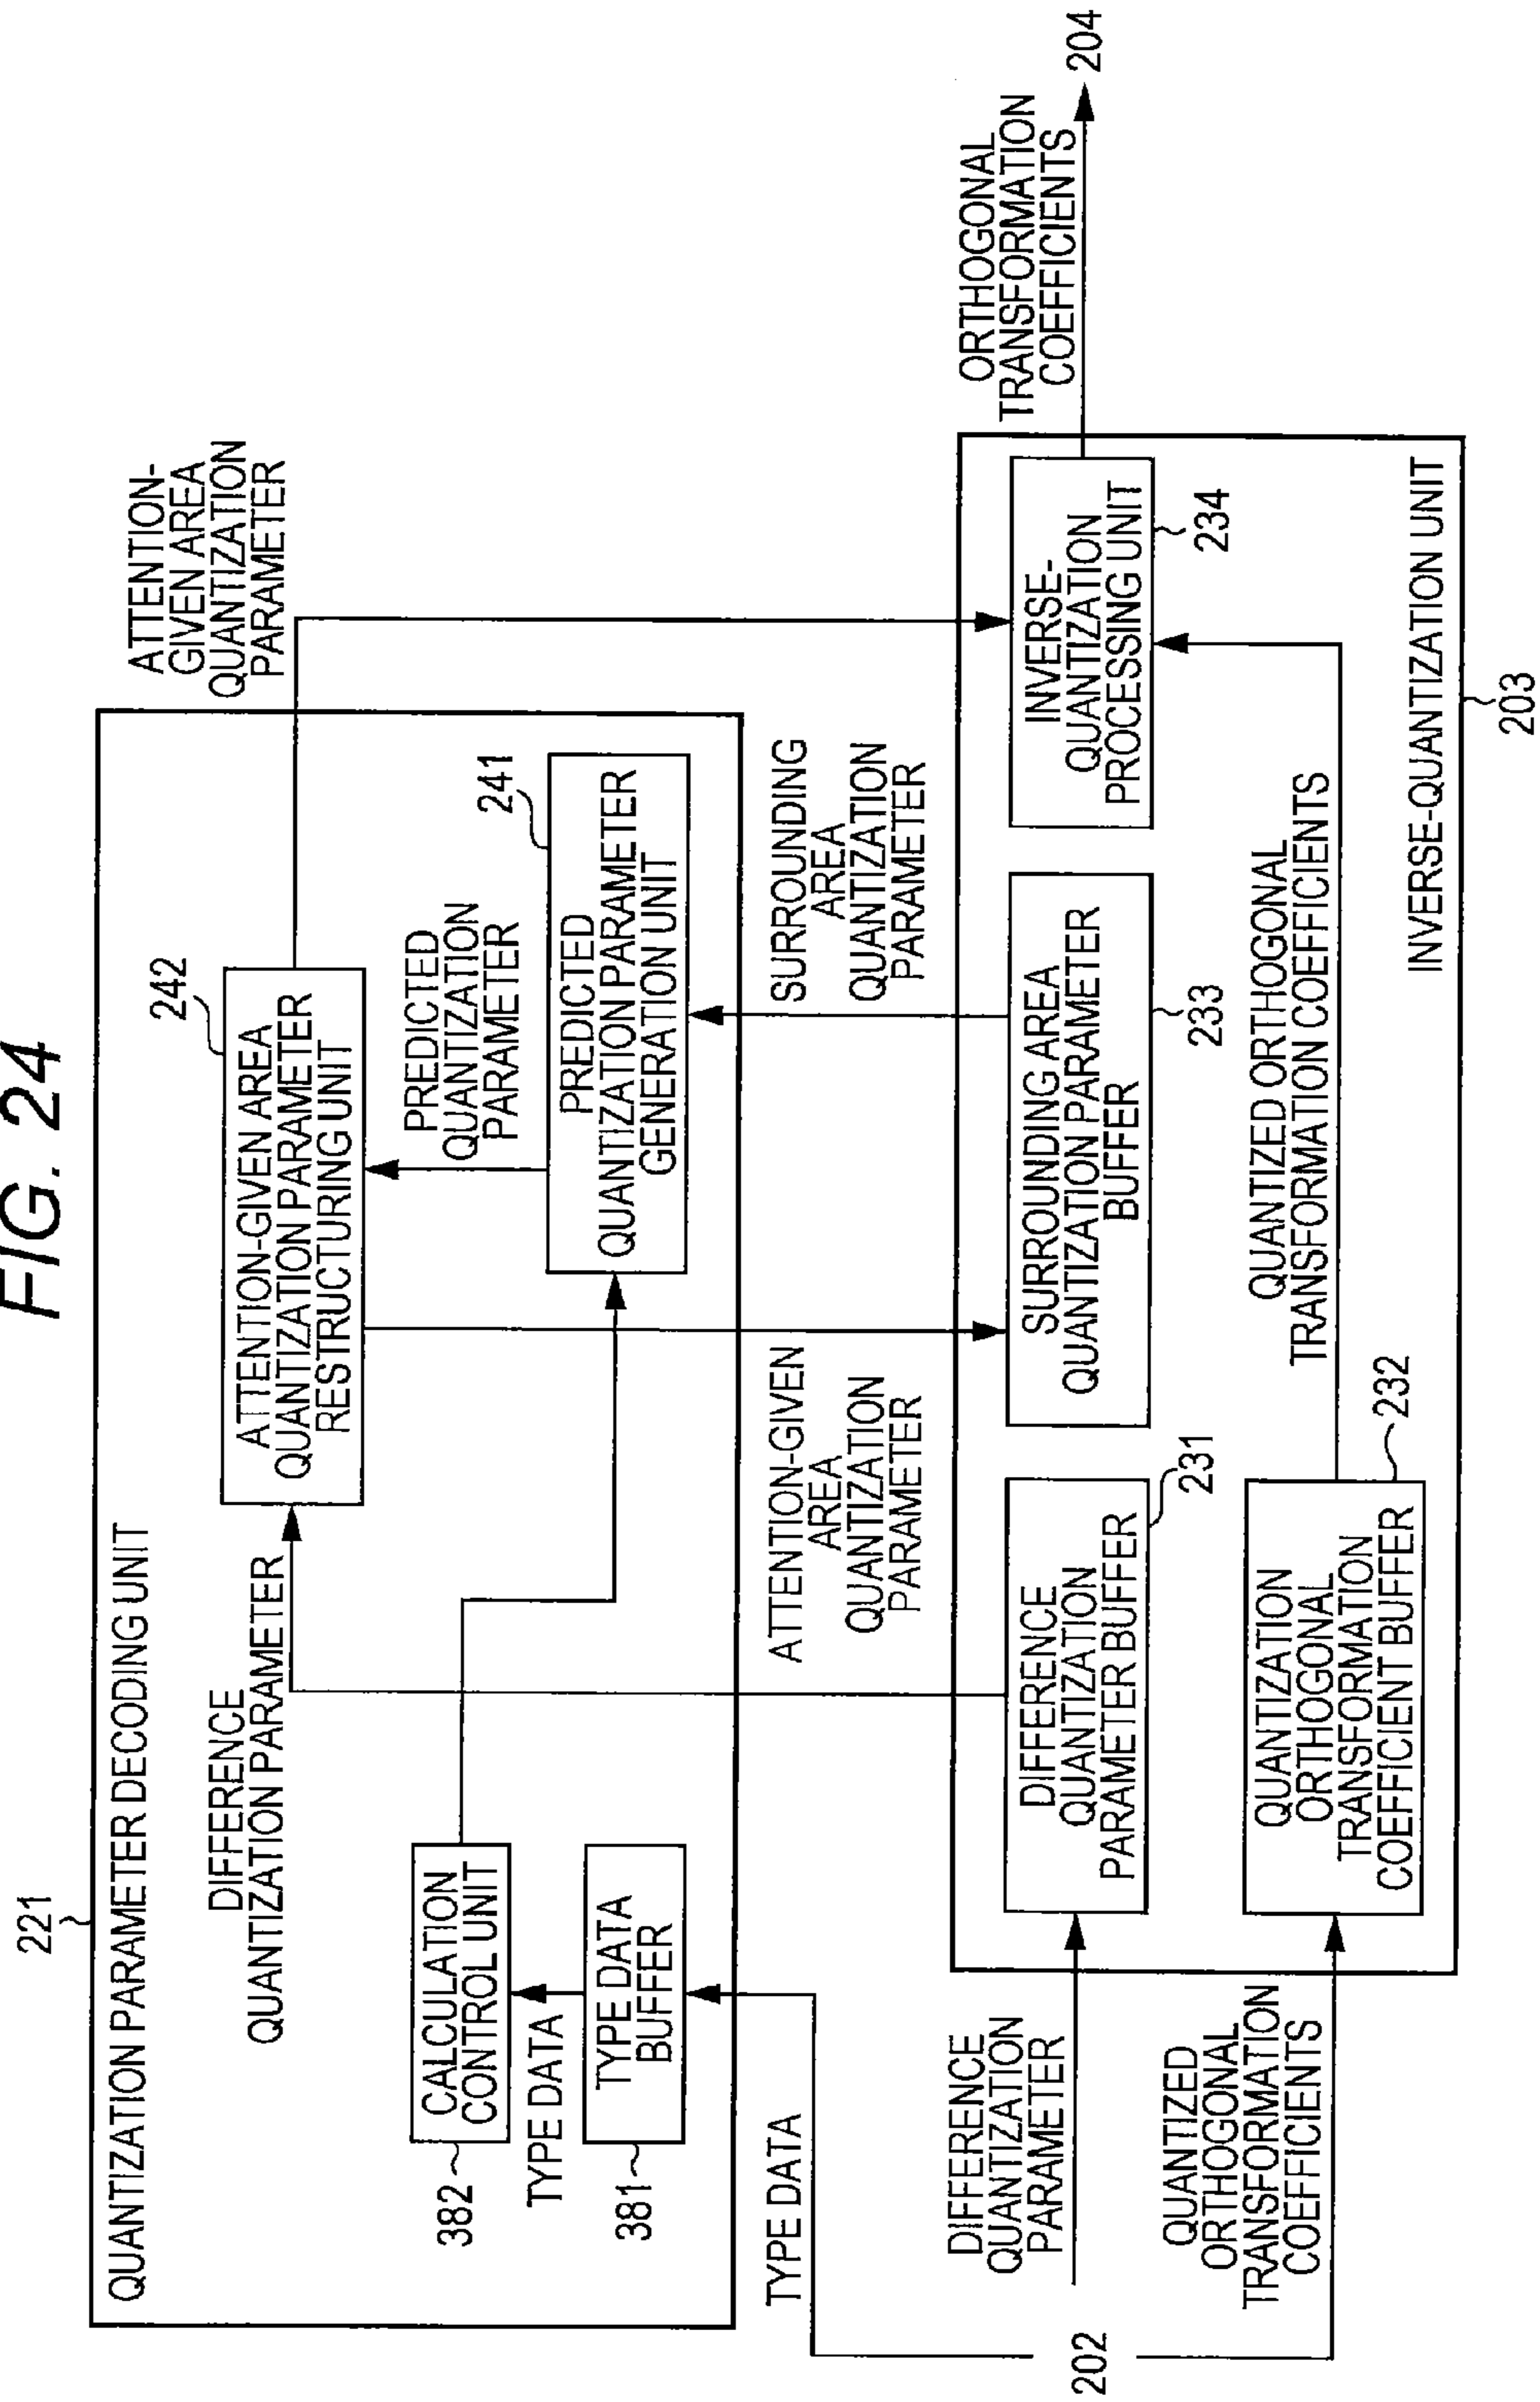 FIG. 24
221
QUANTIZATION PARAMETER DECODING UNIT
DIFFERENCE
QUANTIZATION PARAMETER
242
ATTENTION-GIVEN AREA
QUANTIZATION PARAMETER
RESTRUCTURING UNIT
ATTENTION-
GIVEN AREA
QUANTIZATION
PARAMETER
382
CALCULATION
CONTROL UNIT
PREDICTED
QUANTIZATION
PARAMETER
241
TYPE DATA
381
TYPE DATA
BUFFER
PREDICTED
QUANTIZATION PARAMETER
GENERATION UNIT
TYPE DATA
ATTENTION-GIVEN
AREA
QUANTIZATION
PARAMETER
SURROUNDING
AREA
QUANTIZATION
PARAMETER
ORTHOGONAL
TRANSFORMATION
COEFFICIENTS
204
DIFFERENCE
QUANTIZATION
PARAMETER
202
DIFFERENCE
QUANTIZATION
PARAMETER BUFFER
231
SURROUNDING AREA
QUANTIZATION PARAMETER
BUFFER
233
INVERSE-
QUANTIZATION
PROCESSING UNIT
234
QUANTIZED
ORTHOGONAL
TRANSFORMATION
COEFFICIENTS
QUANTIZATION
ORTHOGONAL
TRANSFORMATION
COEFFICIENT BUFFER
232
QUANTIZED ORTHOGONAL
TRANSFORMATION COEFFICIENTS
INVERSE-QUANTIZATION UNIT
203